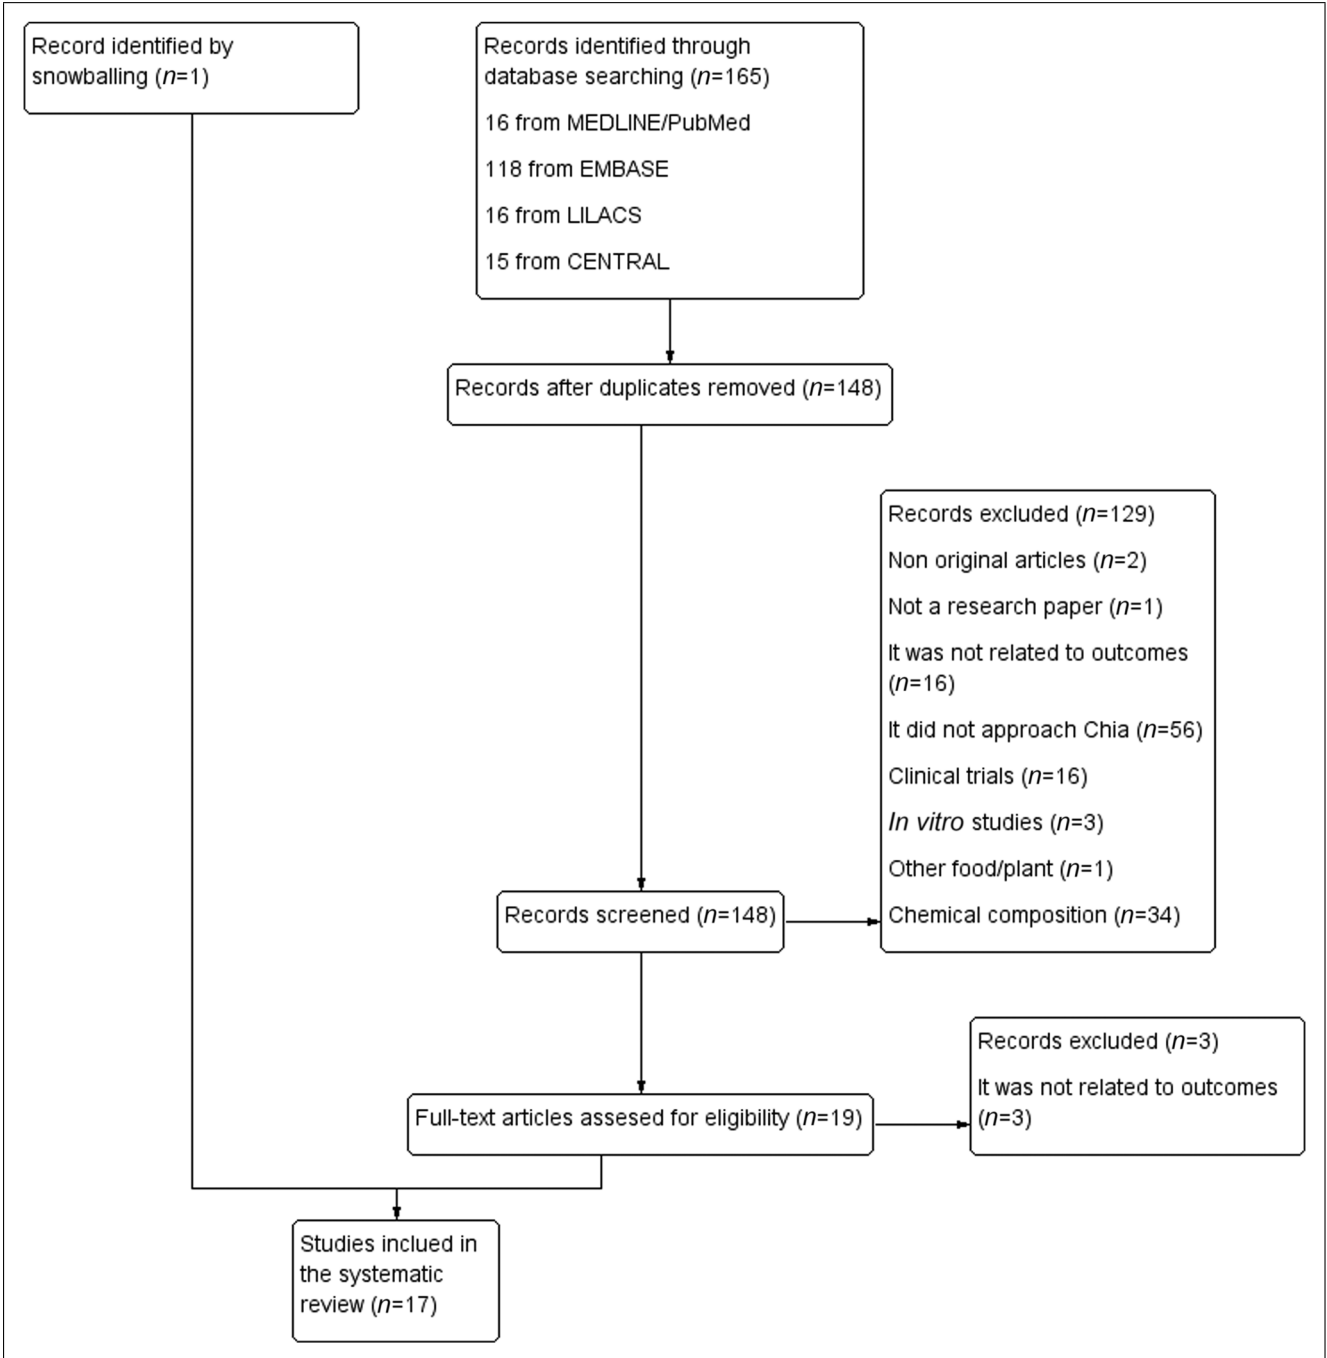 Record identified by
snowballing (n=1)
Records identified through
database searching (n=165)
16 from MEDLINE/PubMed
118 from EMBASE
16 from LILACS
15 from CENTRAL
Records after duplicates removed (n=148)
Records excluded (n=129)
Non original articles (n=2)
Not a research paper (n=1)
It was not related to outcomes
(n=16)
It did not approach Chia (n=56)
Clinical trials (n=16)
In vitro studies (n=3)
Other food/plant (n=1)
Chemical composition (n=34)
Records screened (n=148)
Records excluded (n=3)
It was not related to outcomes
(n=3)
Full-text articles assesed for eligibility (n=19)
Studies inclued in
the systematic
review (n=17)